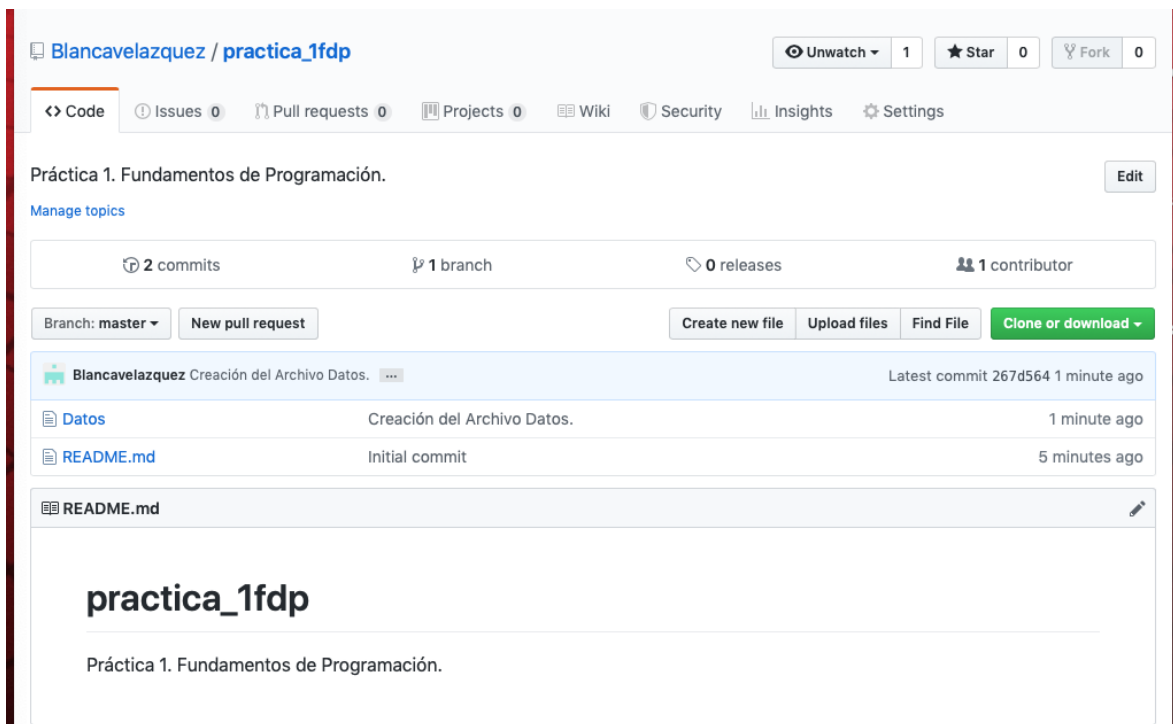 Blancavelazquez / practica_1fdp
Unwatch 1 Star 0 Fork 0
Code Issues 0 Pull requests 0 Projects 0 Wiki Security Insights Settings
Práctica 1. Fundamentos de Programación. Edit
Manage topics
2 commits 1 branch 0 releases 1 contributor
Branch: master New pull request Create new file Upload files Find File Clone or download
Blancavelazquez Creación del Archivo Datos. ... Latest commit 267d564 1 minute ago
Datos Creación del Archivo Datos. 1 minute ago
README.md Initial commit 5 minutes ago
README.md
practica_1fdp
Práctica 1. Fundamentos de Programación.